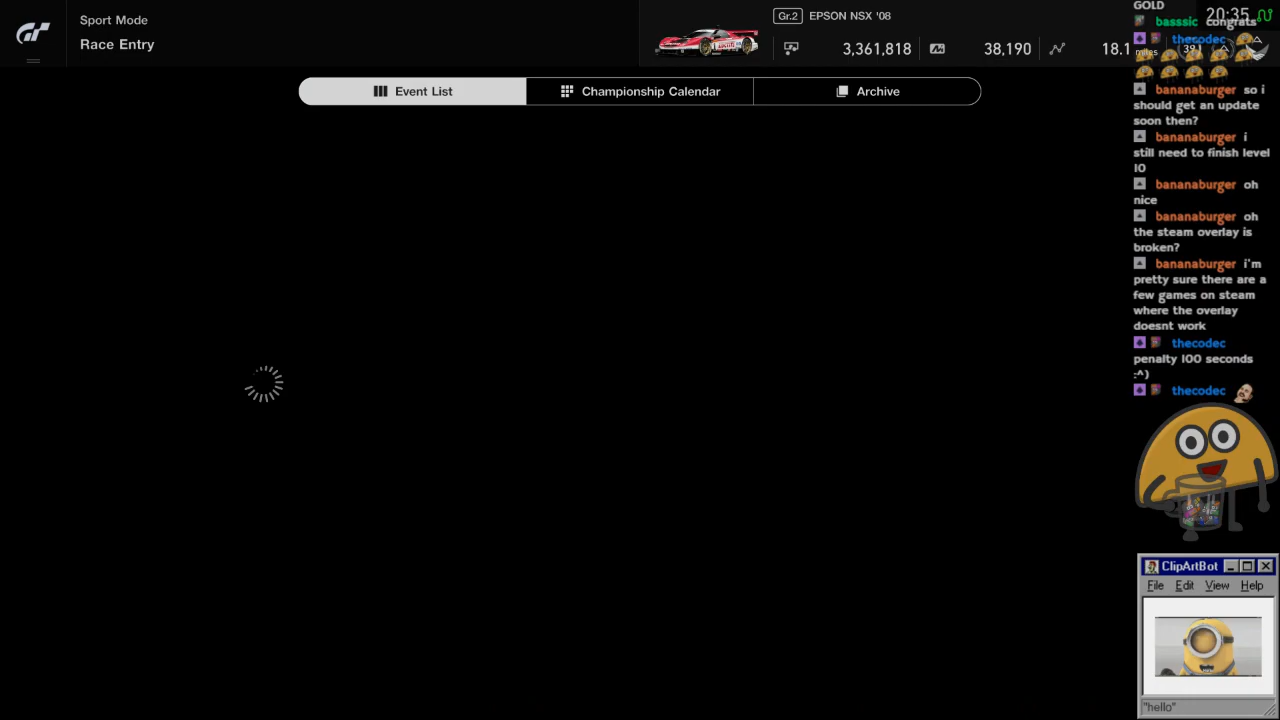 Sport Mode
Race Entry
Gr.2 EPSON NSX '08
3,361,818 38,190 18.1
20:35
miles 39
Event List Championship Calendar Archive
GOLD
basssic congrats
thecodec
bananaburger so i
should get an update
soon then?
bananaburger i
still need to finish level
10
bananaburger oh
nice
bananaburger oh
the steam overlay is
broken?
bananaburger i'm
pretty sure there are a
few games on steam
where the overlay
doesnt work
thecodec
penalty 100 seconds
:^)
thecodec
ClipArtBot
File Edit View Help
"hello"